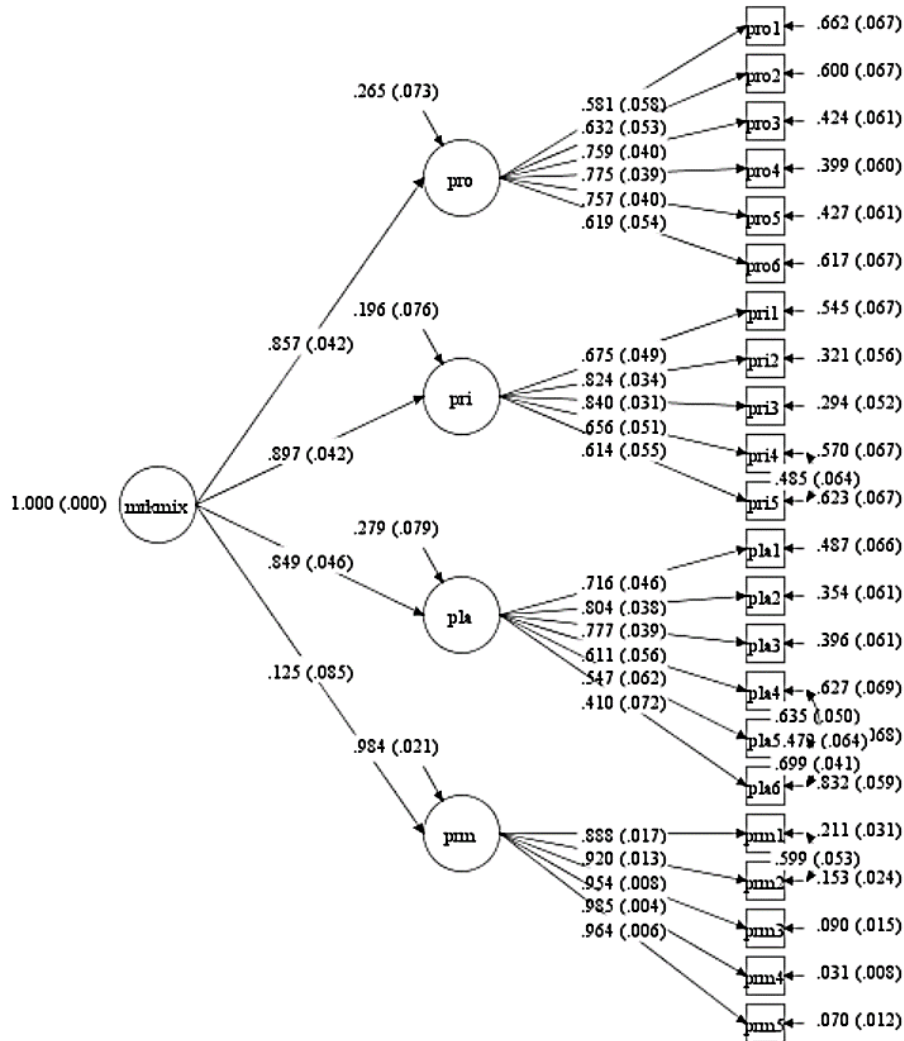 pro1
.662 (.067)
pro2
.600 (.067)
.265 (.073)
.581 (.058)
.632 (.053)
pro3
.424 (.061)
.759 (.040)
pro
.775 (.039)
pro4
.399 (.060)
.757 (.040)
.619 (.054)
pro5
.427 (.061)
pro6
.617 (.067)
.196 (.076)
pri1
.545 (.067)
.857 (.042)
.675 (.049)
pri2
.321 (.056)
.824 (.034)
pri
.840 (.031)
pri3
.294 (.052)
.656 (.051)
.614 (.055)
pri4
.570 (.067)
.897 (.042)
.485 (.064)
1.000 (.000)
mrkmix
pri5
.623 (.067)
.279 (.079)
pla1
.487 (.066)
.849 (.046)
.716 (.046)
.804 (.038)
pla2
.354 (.061)
pla
.777 (.039)
pla3
.396 (.061)
.611 (.056)
.125 (.085)
.547 (.062)
.410 (.072)
pla4
.627 (.069)
.635 (.050)
.984 (.021)
pla5
(.064)
.699 (.041)
pla6
.832 (.059)
prm
.888 (.017)
prm1
.211 (.031)
.599 (.053)
.920 (.013)
prm2
.153 (.024)
.954 (.008)
.985 (.004)
prm3
.090 (.015)
.964 (.006)
prm4
.031 (.008)
prm5
.070 (.012)